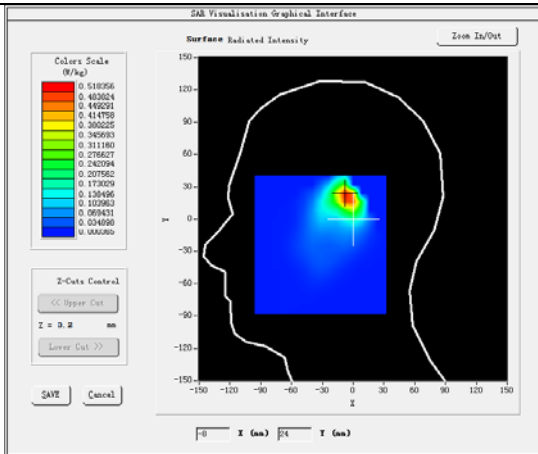 SAR Visualisation Graphical Interface
Surface Radiated Intensity
Zoom In/Out
Colors Scale
(W/kg)
0.518356
0.483824
0.449291
0.414758
0.380225
0.345693
0.311160
0.276627
0.242094
0.207562
0.173029
0.138496
0.103963
0.069431
0.034898
0.000365
150
120
90
60
30
0
-30
-60
-90
-120
-150
Y
-150 -120 -90 -60 -30 0 30 60 90 120 150
X
Z-Cuts Control
<< Upper Cut
Z = 3.2 mm
Lower Cut >>
SAVE Cancel
-8 X (mm) 24 Y (mm)